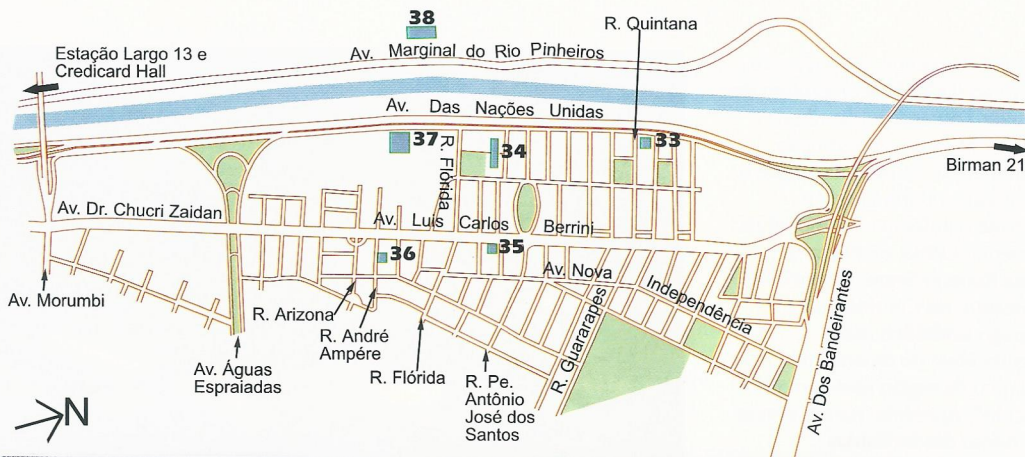 38
R. Quintana
Estação Largo 13 e
Credicard Hall
Av. Marginal do Rio Pinheiros
Av. Das Nações Unidas
37
34
33
R. Flórida
Birman 21
Av. Dr. Chucri Zaidan
Av. Luis Carlos Berrini
36
35
Av. Nova Independência
Av. Morumbi
R. Arizona
R. André
Ampére
Av. Águas
Espraiadas
R. Flórida
R. Pe.
Antônio
José dos
Santos
R. Guararapes
Av. Dos Bandeirantes
N